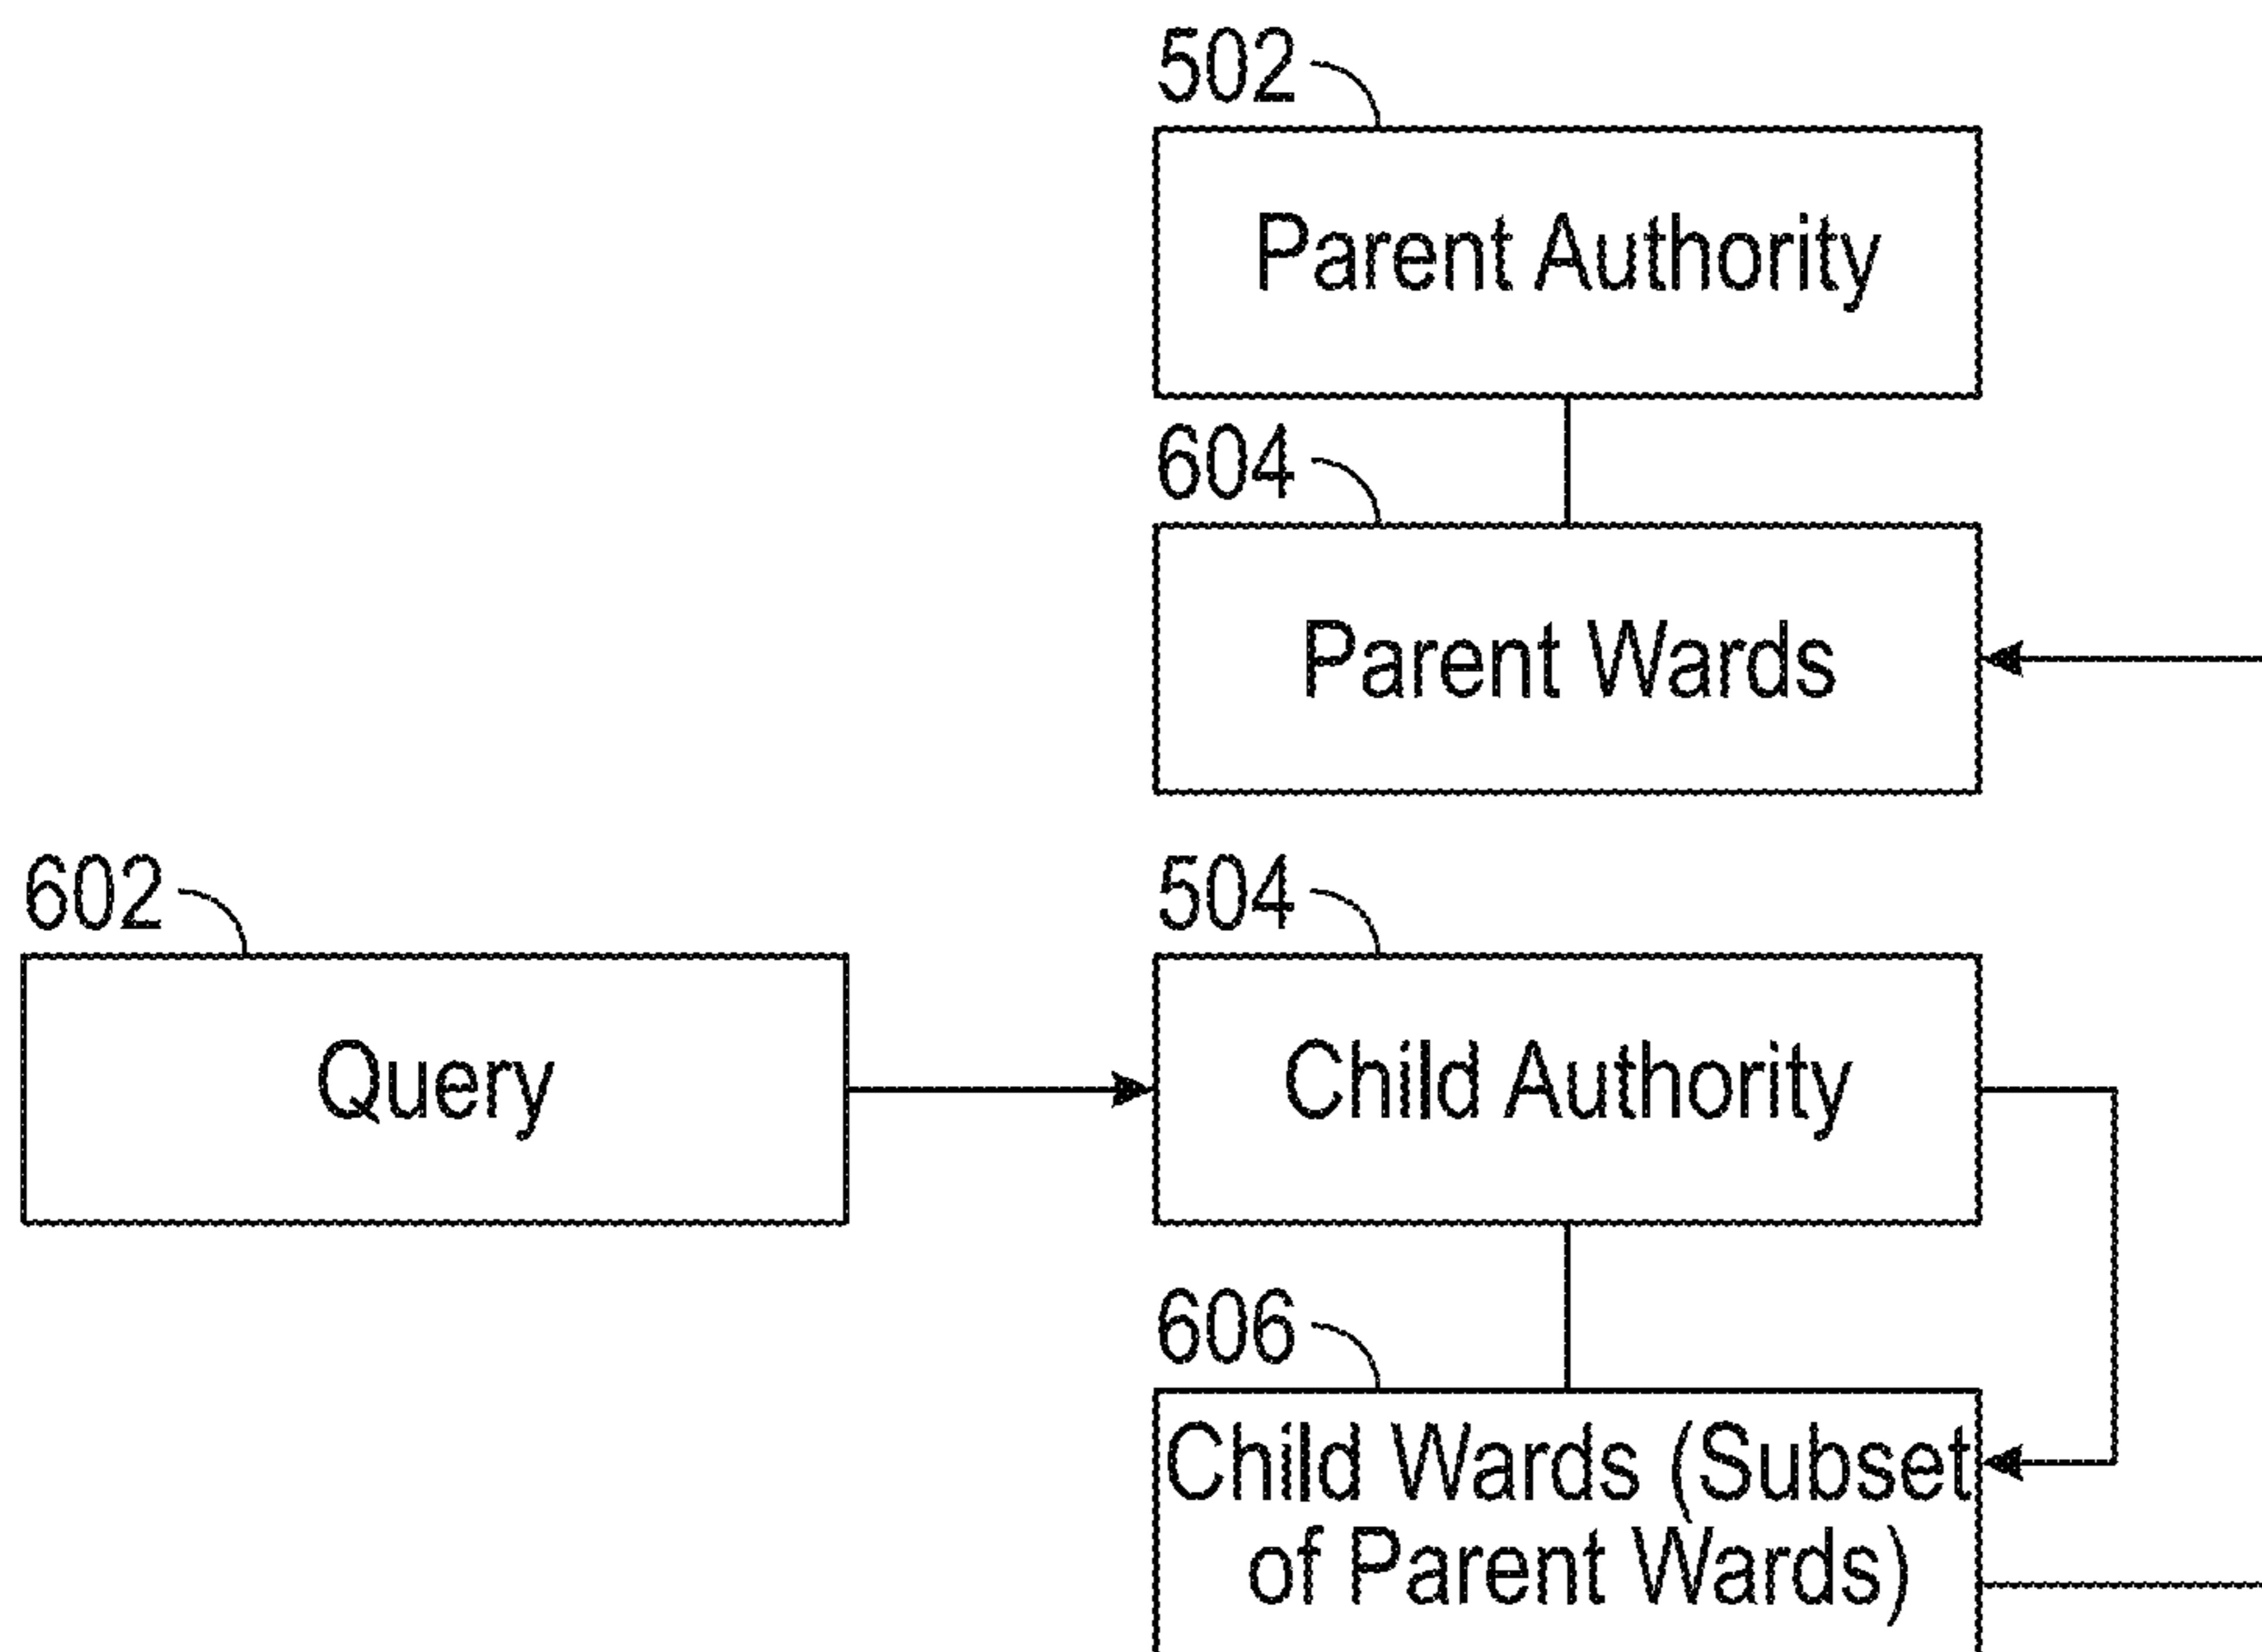 502
Parent Authority
604
Parent Wards
602
Query
504
Child Authority
606
Child Wards (Subset
of Parent Wards)